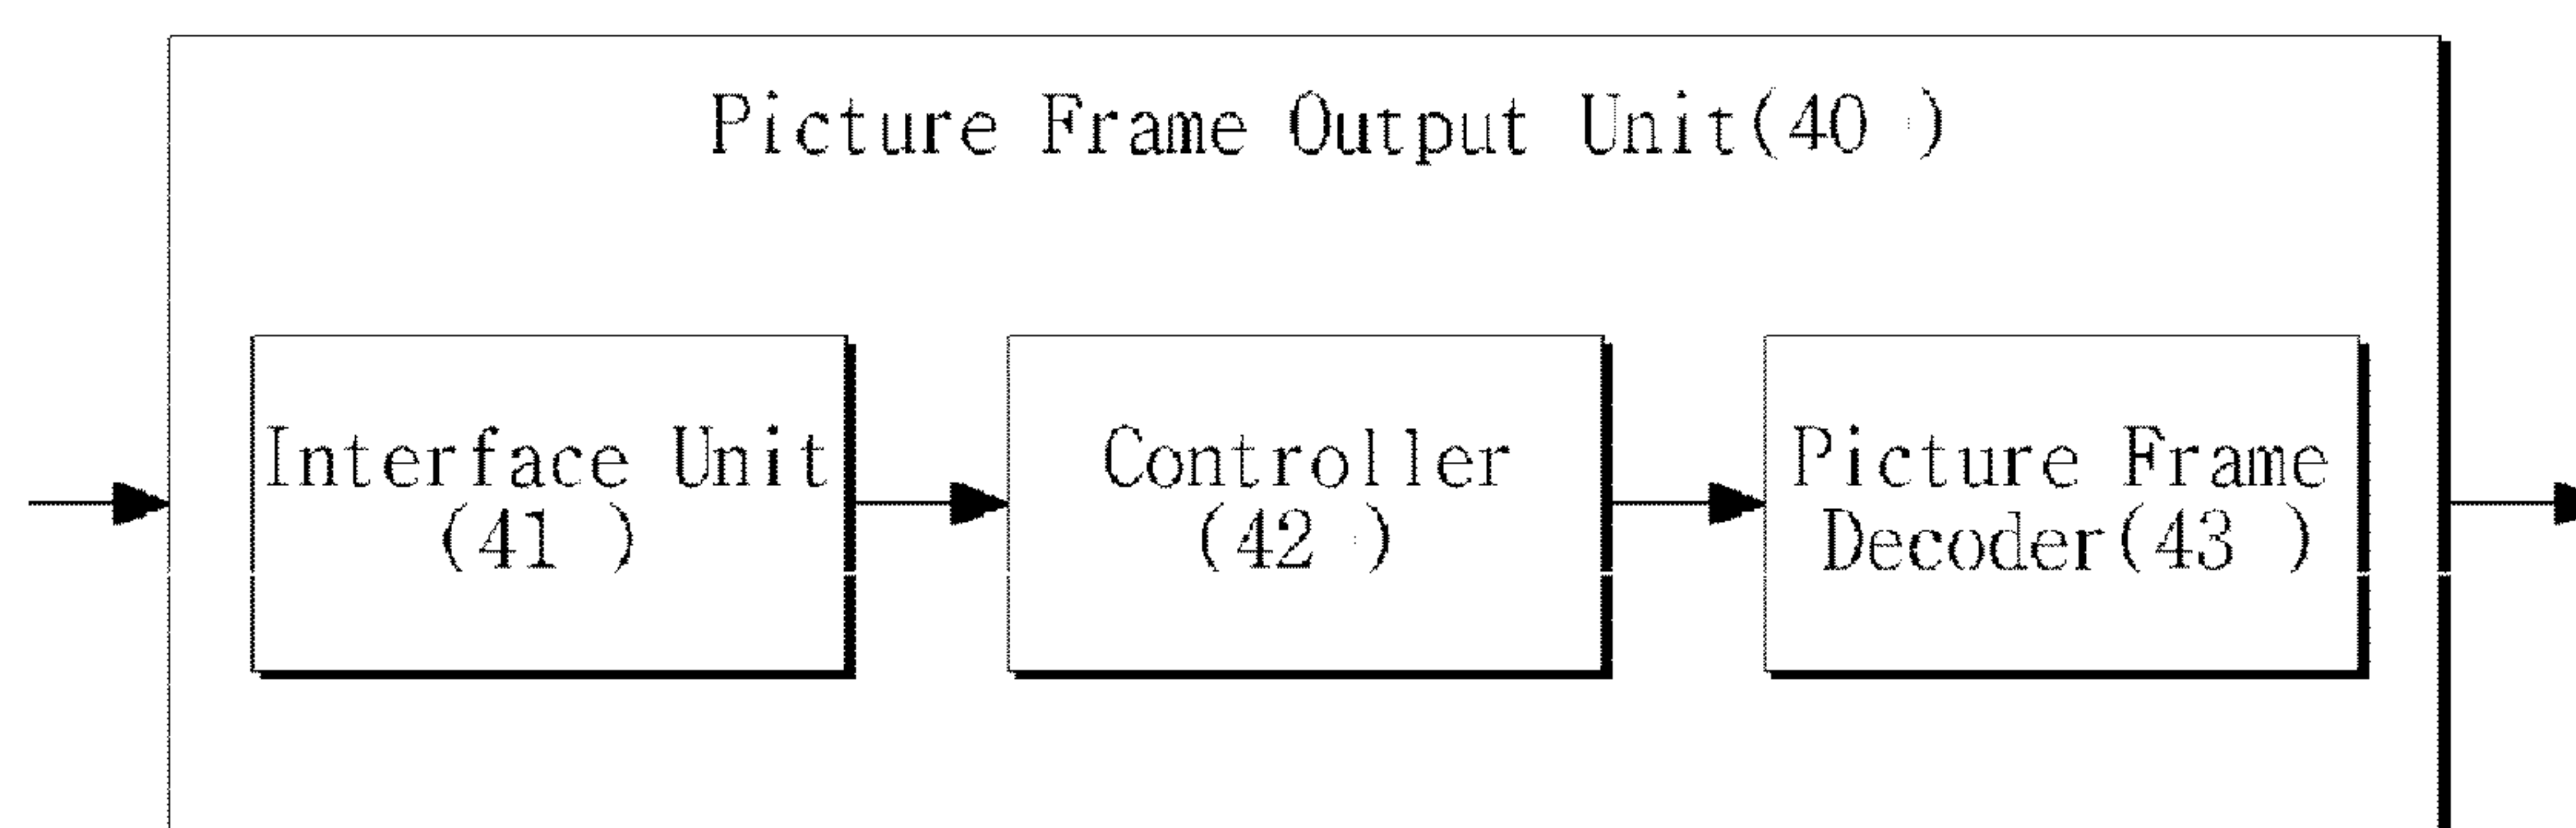 Picture Frame Output Unit(40 )
Interface Unit
(41 )
Controller
(42 )
Picture Frame
Decoder(43 )